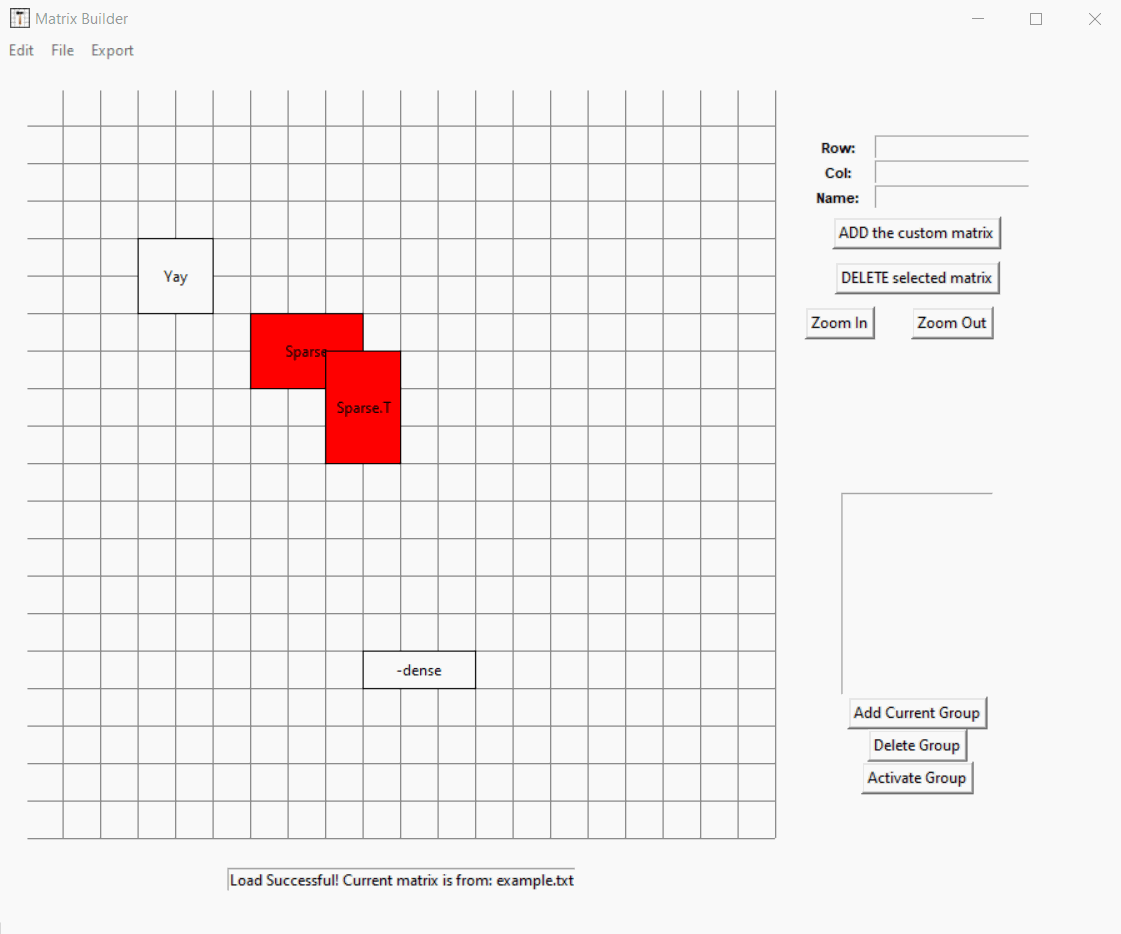 Matrix Builder
Edit File Export
Row:
Col:
Name:
ADD the custom matrix
DELETE selected matrix
Zoom In Zoom Out
Yay
Sparse
Sparse.T
-dense
Add Current Group
Delete Group
Activate Group
Load Successful! Current matrix is from: example.txt